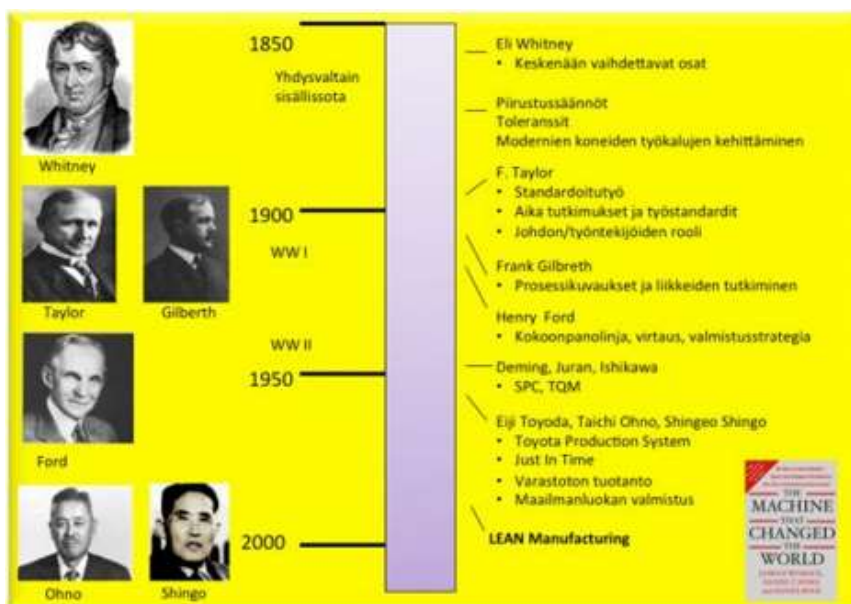 1850
Yhdysvaltain
sisällissota
Whitney
1900
WW I
Taylor
Gilberth
WW II
1950
Ford
2000
Ohno
Shingo
Eli Whitney
• Keskenään vaihdettavat osat
Piirustussäännöt
Toleranssit
Modernien koneiden työkalujen kehittäminen
F. Taylor
• Standardoitutyö
• Aika tutkimukset ja työstandardit
• Johdon/työntekijöiden rooli
Frank Gilbreth
• Prosessikuvaukset ja liikkeiden tutkiminen
Henry Ford
• Kokoonpanolinja, virtaus, valmistusstrategia
Deming, Juran, Ishikawa
• SPC, TQM
Eiji Toyoda, Taichi Ohno, Shingeo Shingo
• Toyota Production System
• Just In Time
• Varastoton tuotanto
• Maailmanluokan valmistus
LEAN Manufacturing
THE
MACHINE
THAT
CHANGED
THE
WORLD